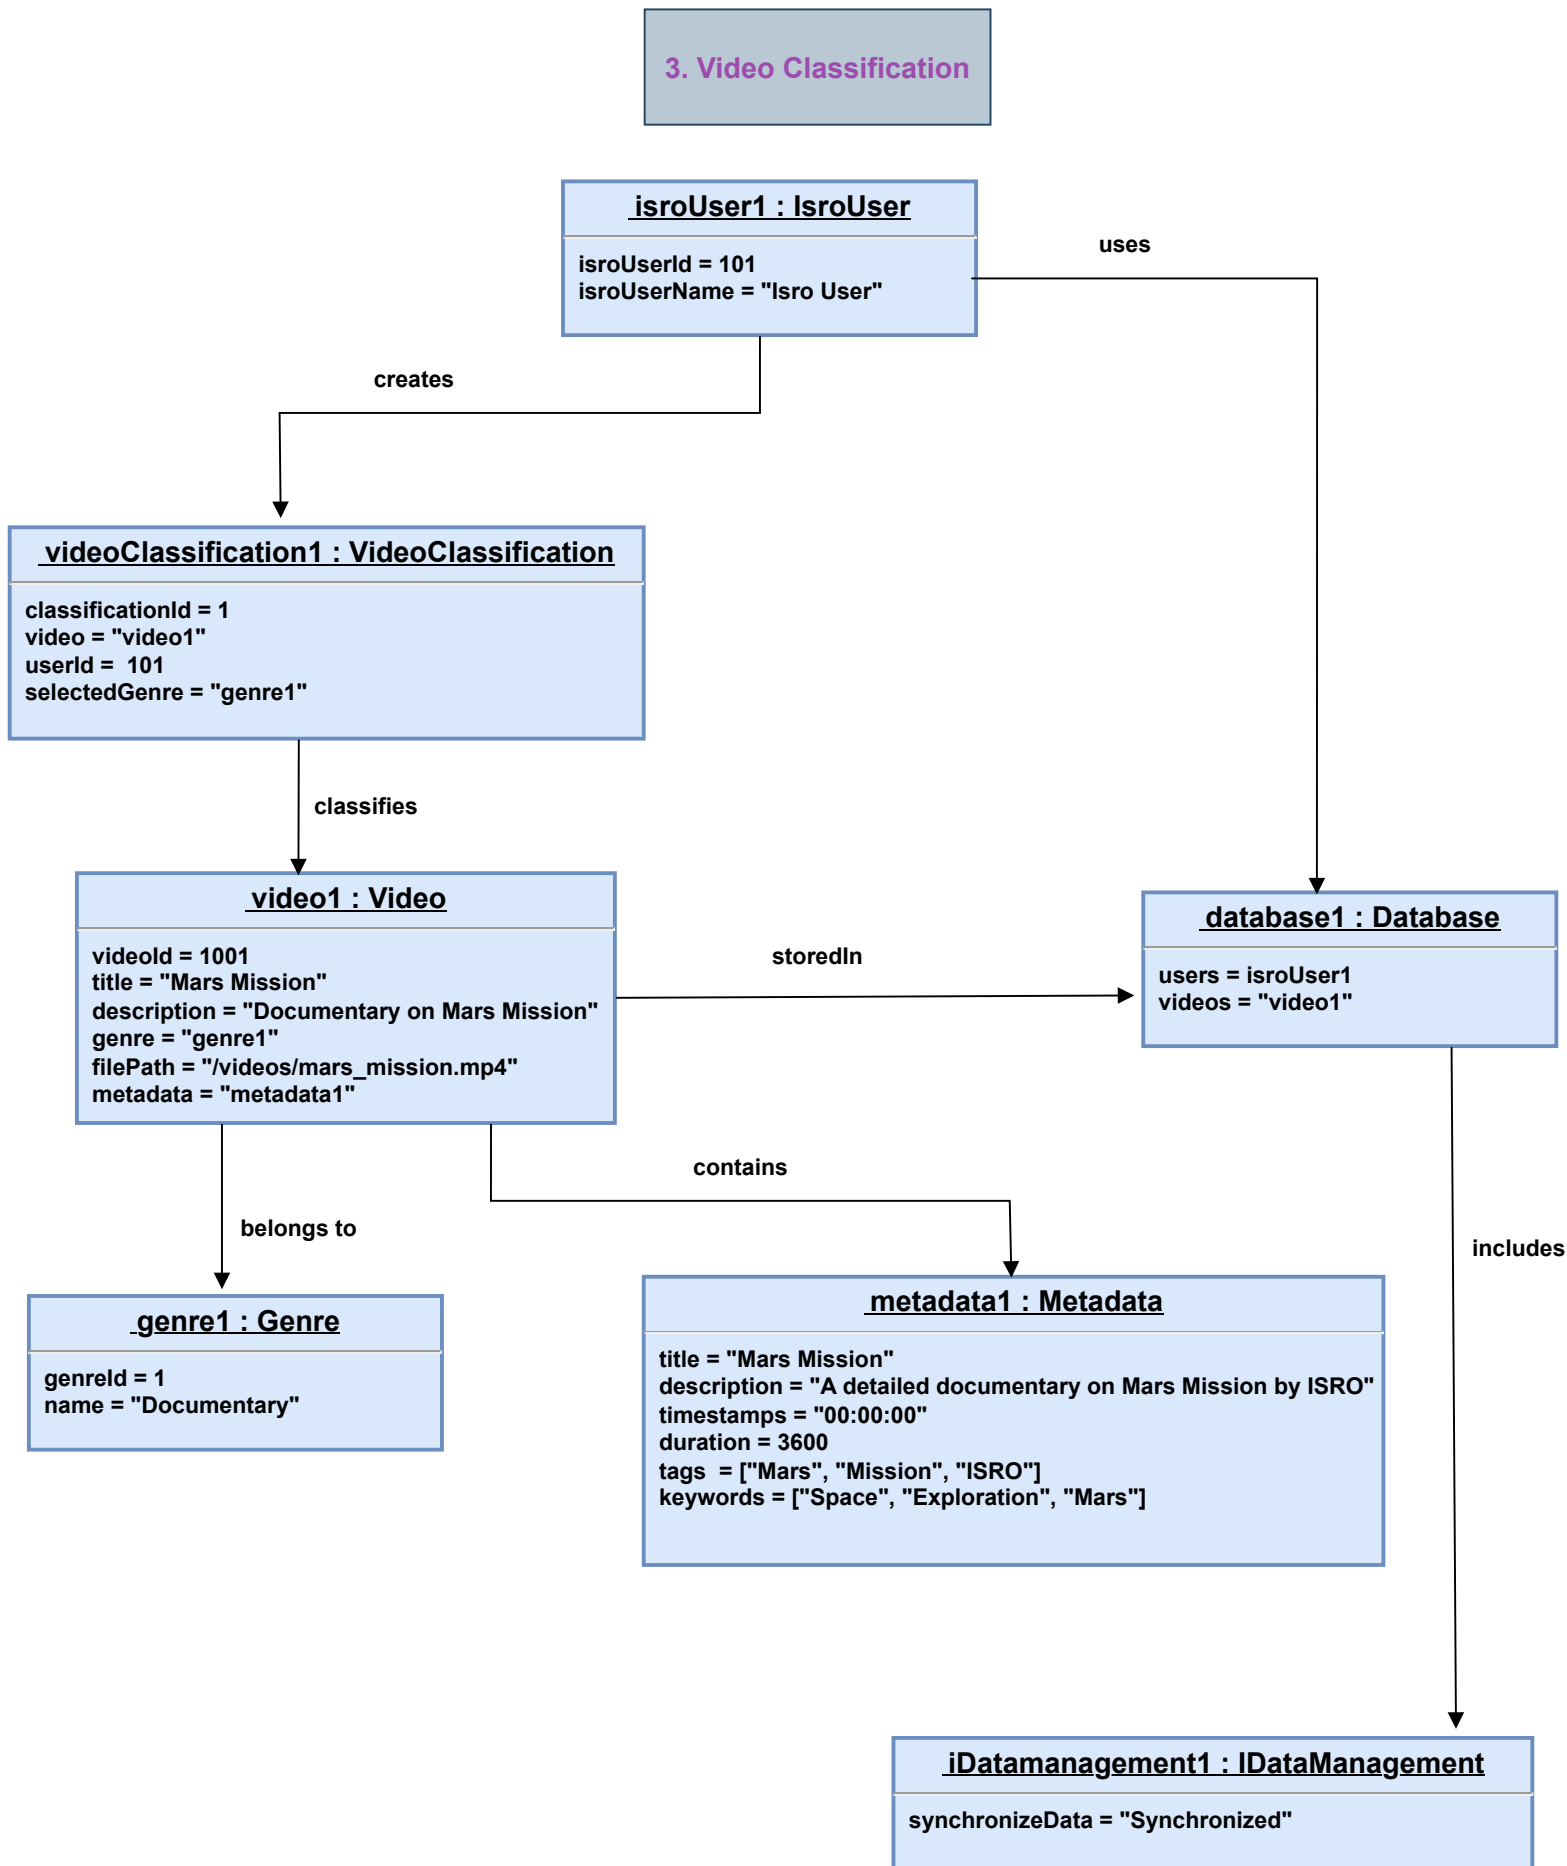 3. Video Classification
isroUser1 : IsroUser
isroUserId = 101
isroUserName = "Isro User"
uses
creates
videoClassification1 : VideoClassification
classificationId = 1
video = "video1"
userId =  101
selectedGenre = "genre1"
classifies
video1 : Video
videoId = 1001
title = "Mars Mission"
description = "Documentary on Mars Mission"
genre = "genre1"
filePath = "/videos/mars_mission.mp4"
metadata = "metadata1"
storedIn
database1 : Database
users = isroUser1
videos = "video1"
contains
belongs to
includes
genre1 : Genre
genreId = 1
name = "Documentary"
metadata1 : Metadata
title = "Mars Mission"
description = "A detailed documentary on Mars Mission by ISRO"
timestamps = "00:00:00"
duration = 3600
tags  = ["Mars", "Mission", "ISRO"]
keywords = ["Space", "Exploration", "Mars"]
iDatamanagement1 : IDataManagement
synchronizeData = "Synchronized"